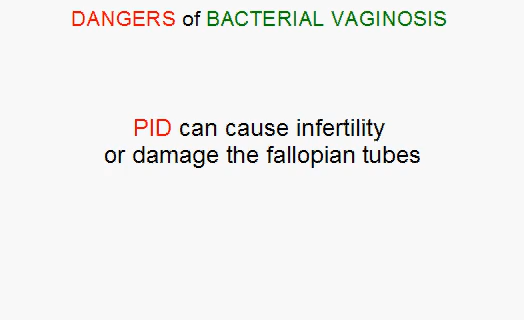 DANGERS of BACTERIAL VAGINOSIS
PID can cause infertility
or damage the fallopian tubes